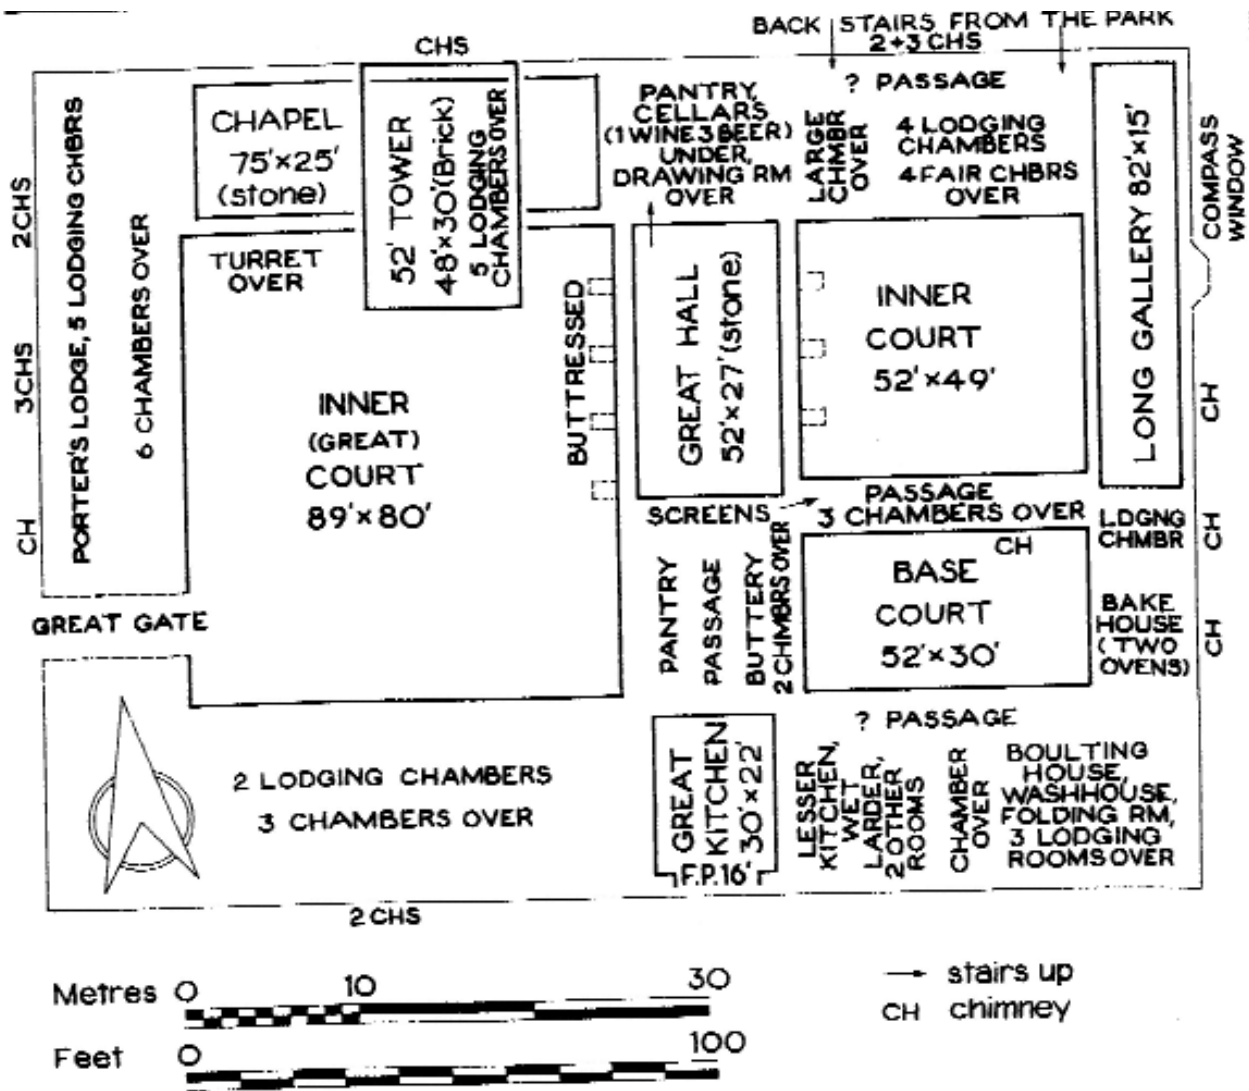 BACK STAIRS FROM THE PARK
CHS
2+3 CHS
? PASSAGE
CHAPEL
75'×25'
(stone)
52' TOWER
48'×30'(Brick)
5 LODGING
CHAMBERS OVER
PANTRY,
CELLARS
(1 WINE 3 BEER)
UNDER,
DRAWING RM
OVER
LARGE
CHMBR
OVER
4 LODGING
CHAMBERS
4 FAIR CHBRS
OVER
LONG GALLERY 82'×15'
COMPASS
WINDOW
2CHS
3CHS
CH
PORTER'S LODGE, 5 LODGING CHBRS
6 CHAMBERS OVER
TURRET
OVER
INNER
(GREAT)
COURT
89'×80'
BUTTRESSED
GREAT HALL
52'×27'(stone)
INNER
COURT
52'×49'
CH
SCREENS
PASSAGE
3 CHAMBERS OVER
LDGNG
CHMBR
CH
GREAT GATE
PANTRY
PASSAGE
BUTTERY
2 CHMBRS OVER
CH
BASE
COURT
52'×30'
BAKE
HOUSE
(TWO
OVENS)
CH
? PASSAGE
2 LODGING CHAMBERS
3 CHAMBERS OVER
GREAT
KITCHEN
30'×22'
F.P.16'
LESSER
KITCHEN,
WET
LARDER,
2 OTHER
ROOMS
CHAMBER
OVER
BOULTING
HOUSE,
WASHHOUSE,
FOLDING RM,
3 LODGING
ROOMS OVER
2 CHS
Metres 0 10 30
Feet 0 100
→ stairs up
CH chimney